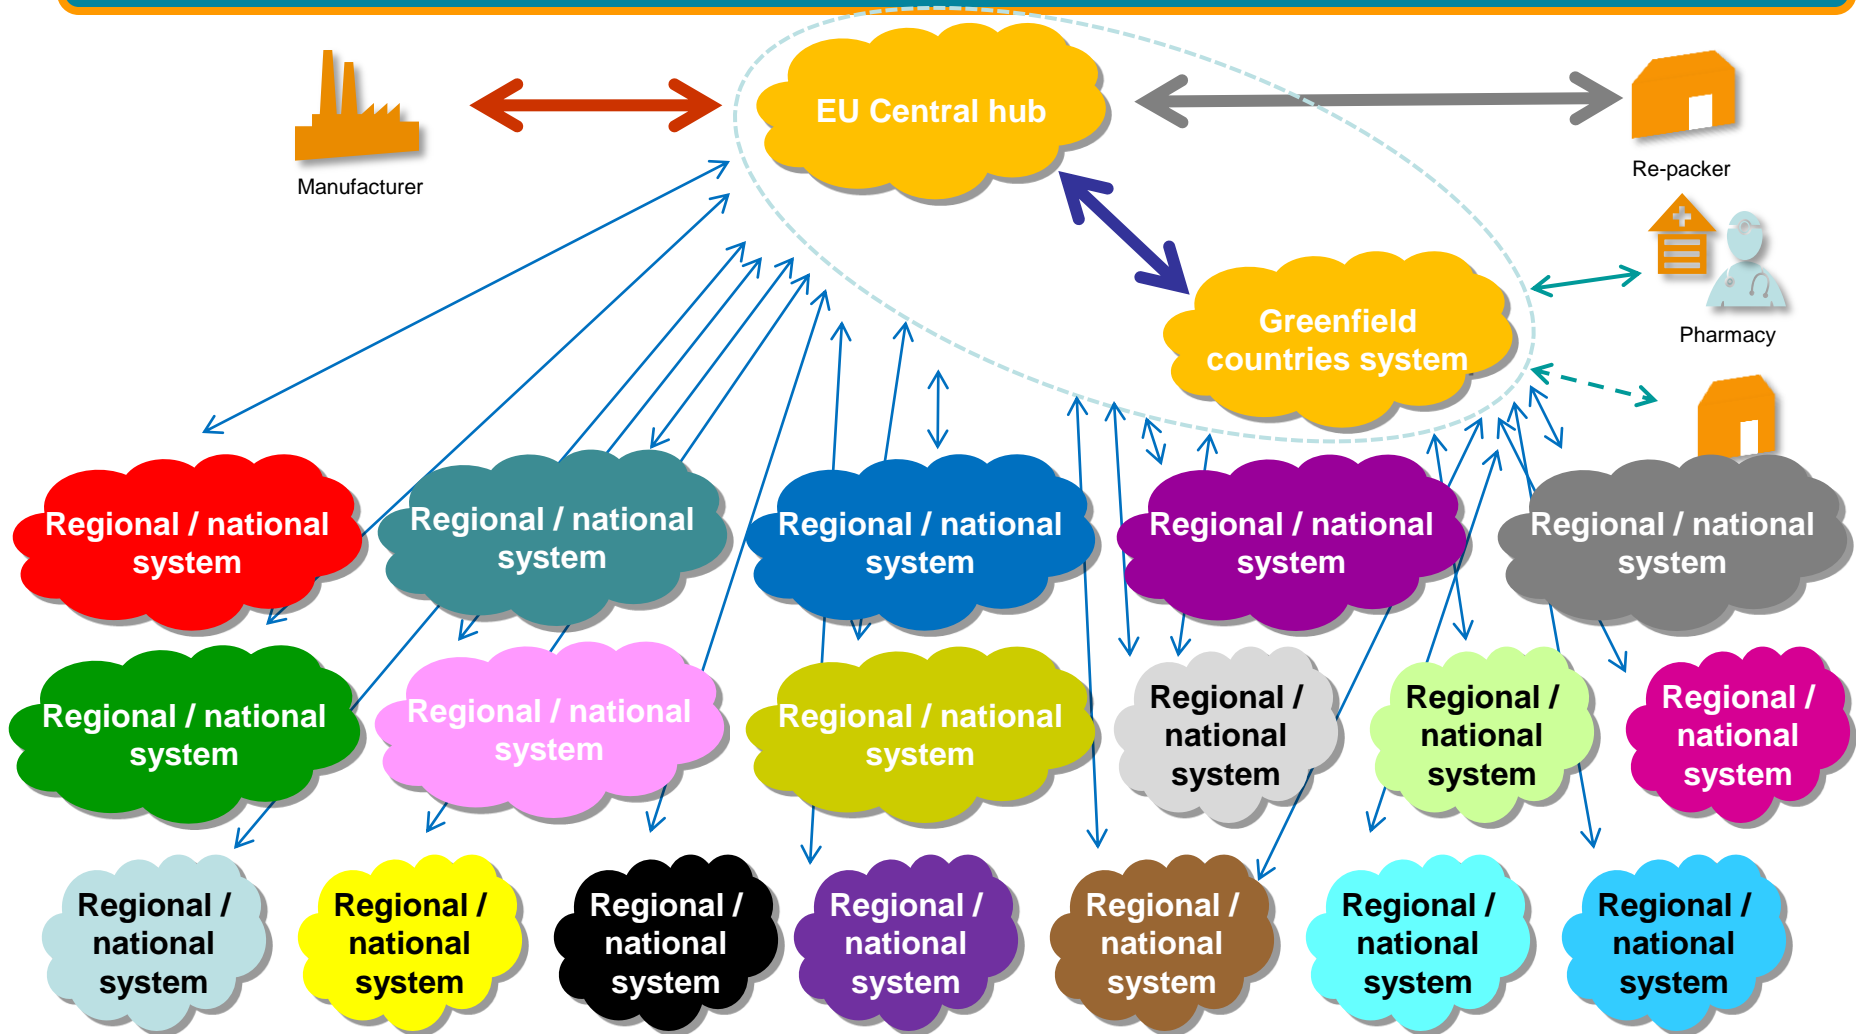 EU Central hub
Manufacturer
Re-packer
Greenfield
countries system
Pharmacy
Regional / national
system
Regional / national
system
Regional / national
system
Regional / national
system
Regional / national
system
Regional / national
system
Regional / national
system
Regional / national
system
Regional /
national
system
Regional /
national
system
Regional /
national
system
Regional /
national
system
Regional /
national
system
Regional /
national
system
Regional /
national
system
Regional /
national
system
Regional /
national
system
Regional /
national
system